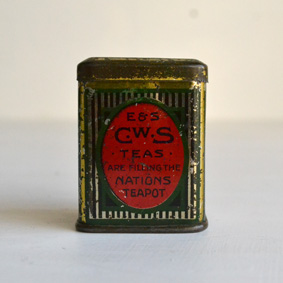 E & S
C.W.S
· TEAS ·
ARE FILLING THE
NATIONS
TEAPOT